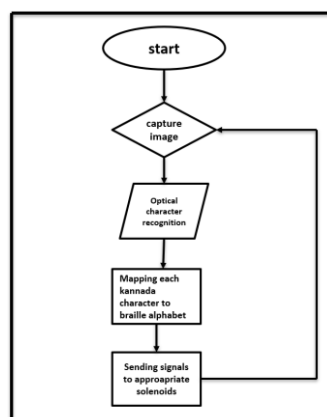 start
capture
image
Optical
character
recognition
Mapping each
kannada
character to
braille alphabet
Sending signals
to approapriate
solenoids